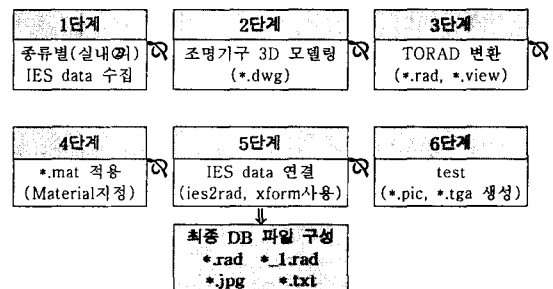 1단계
종류별(실내외)
IES data 수집
2단계
조명기구 3D 모델링
(*.dwg)
3단계
TORAD 변환
(*.rad, *.view)
4단계
*.mat 적용
(Material지정)
5단계
IES data 연결
(ies2rad, xform사용)
6단계
test
(*.pic, *.tga 생성)
최종 DB 파일 구성
*.rad *_1.rad
*.jpg *.txt